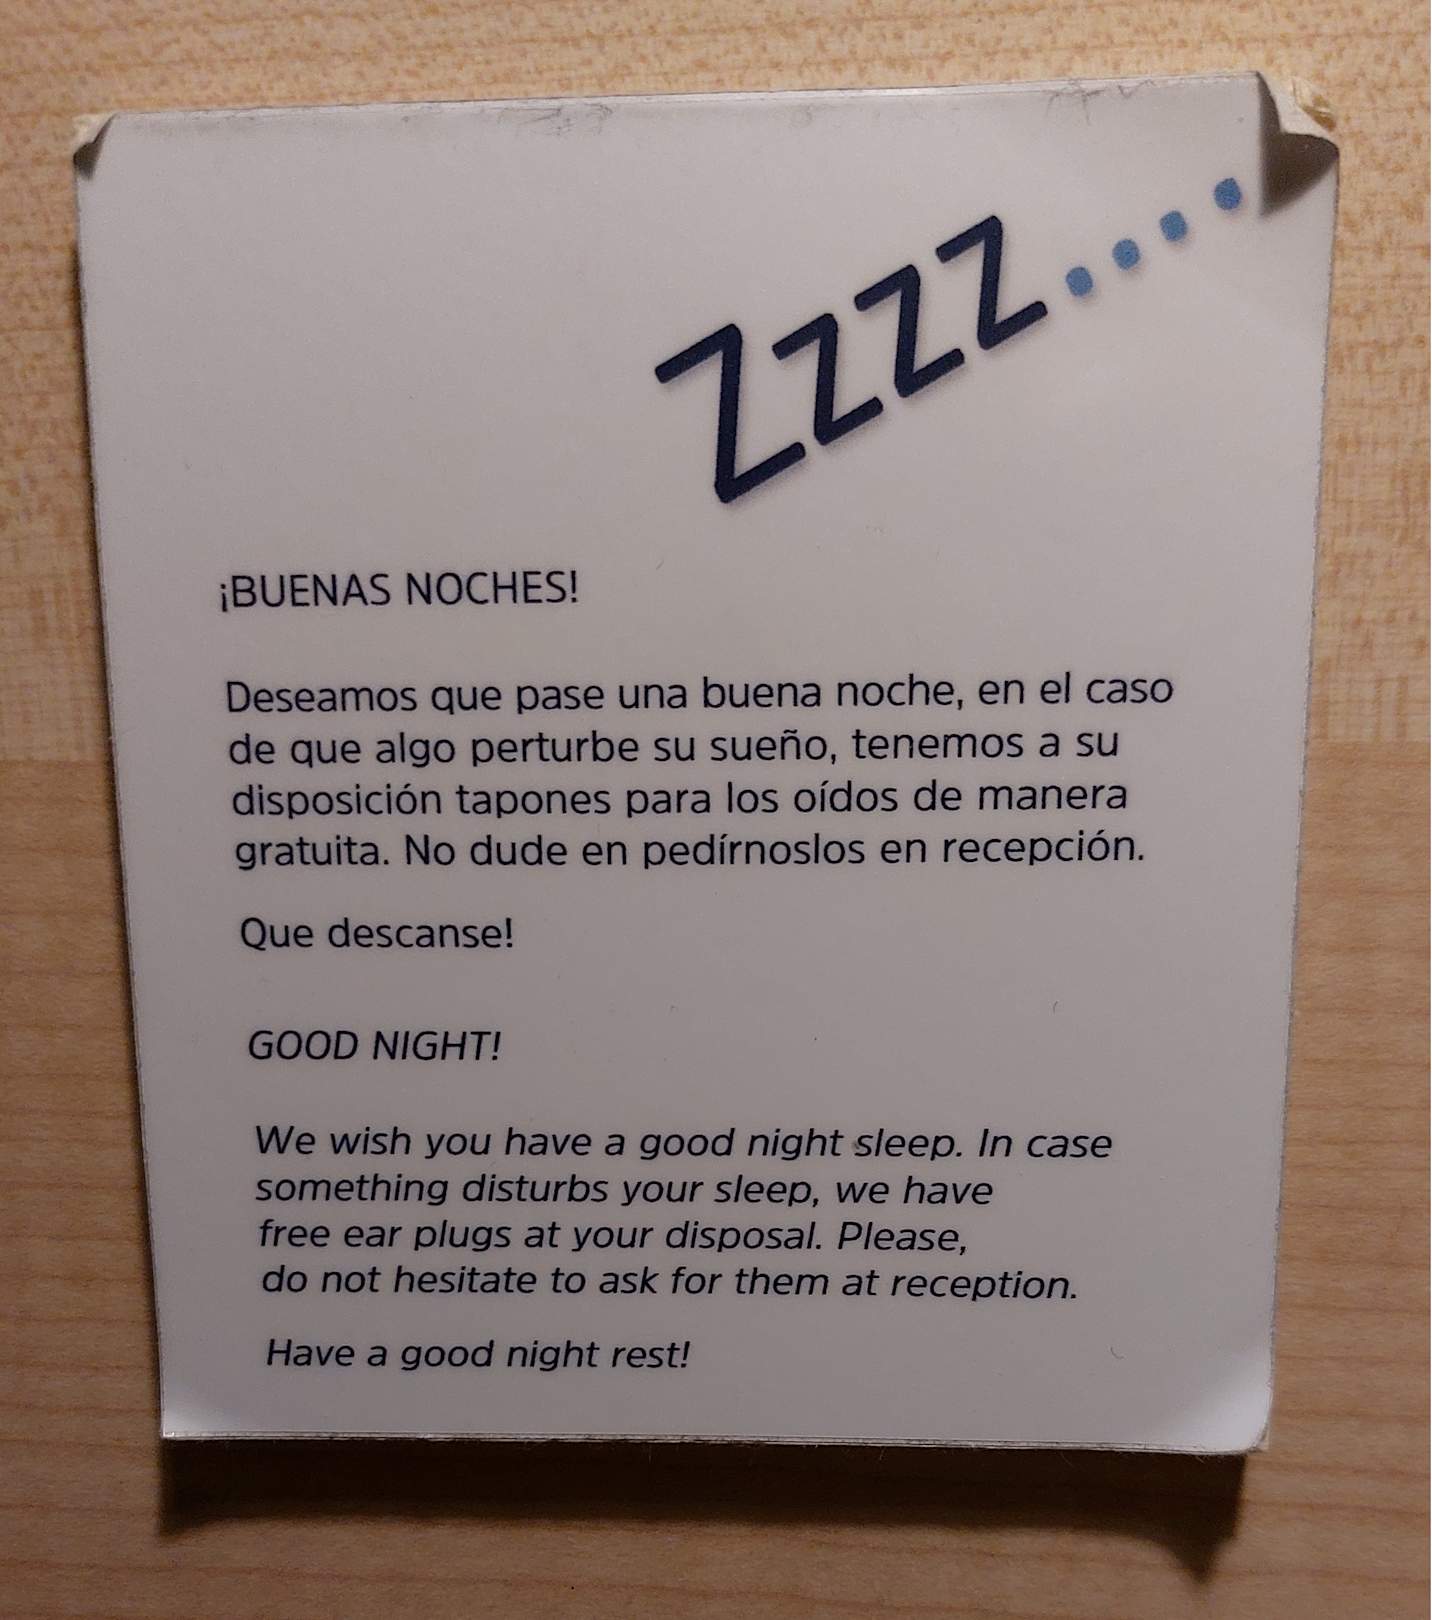 Zzzz....
¡BUENAS NOCHES!
Deseamos que pase una buena noche, en el caso
de que algo perturbe su sueño, tenemos a su
disposición tapones para los oídos de manera
gratuita. No dude en pedírnoslos en recepción.
Que descanse!
GOOD NIGHT!
We wish you have a good night sleep. In case
something disturbs your sleep, we have
free ear plugs at your disposal. Please,
do not hesitate to ask for them at reception.
Have a good night rest!